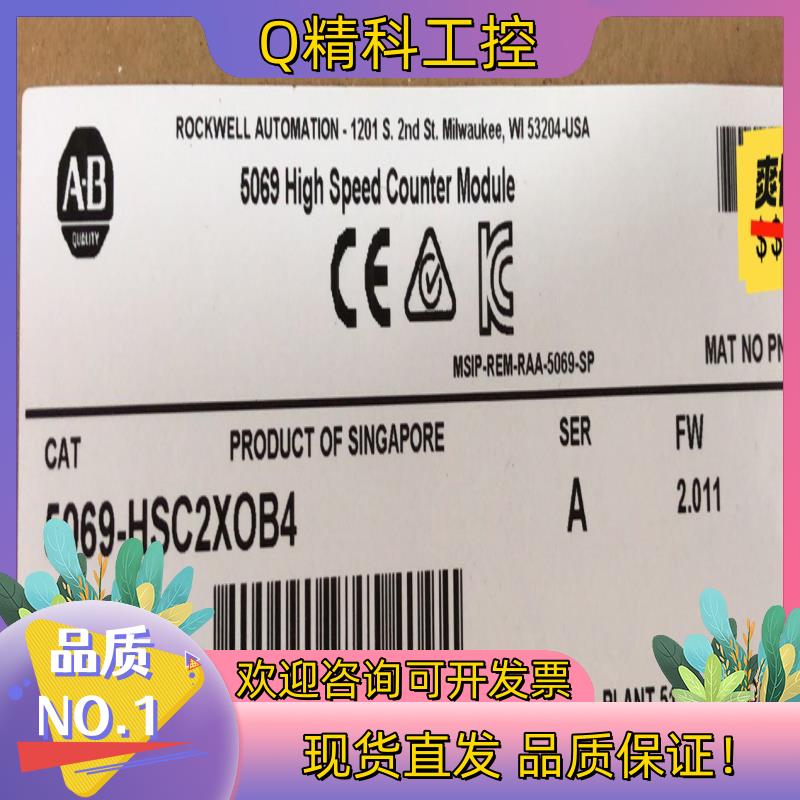 Q精科工控
ROCKWELL AUTOMATION - 1201 S. 2nd St. Milwaukee, WI 53204-USA
A-B
QUALITY
5069 High Speed Counter Module
爽
$$
CE
MSIP-REM-RAA-5069-SP
MAT NO PN
CAT
PRODUCT OF SINGAPORE
SER
FW
5069-HSC2XOB4
A
2.011
品质
NO.1
欢迎咨询可开发票
现货直发 品质保证!